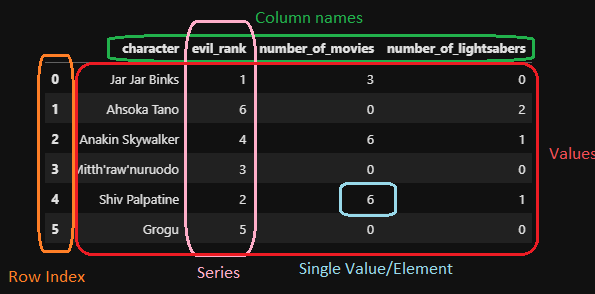 Column names
character evil_rank number_of_movies number_of_lightsabers
0 Jar Jar Binks 1 3 0
1 Ahsoka Tano 6 0 2
2 Anakin Skywalker 4 6 1
3 Mitth'raw'nuruodo 3 0 0
Values
4 Shiv Palpatine 2 6 1
5 Grogu 5 0 0
Row Index Series Single Value/Element